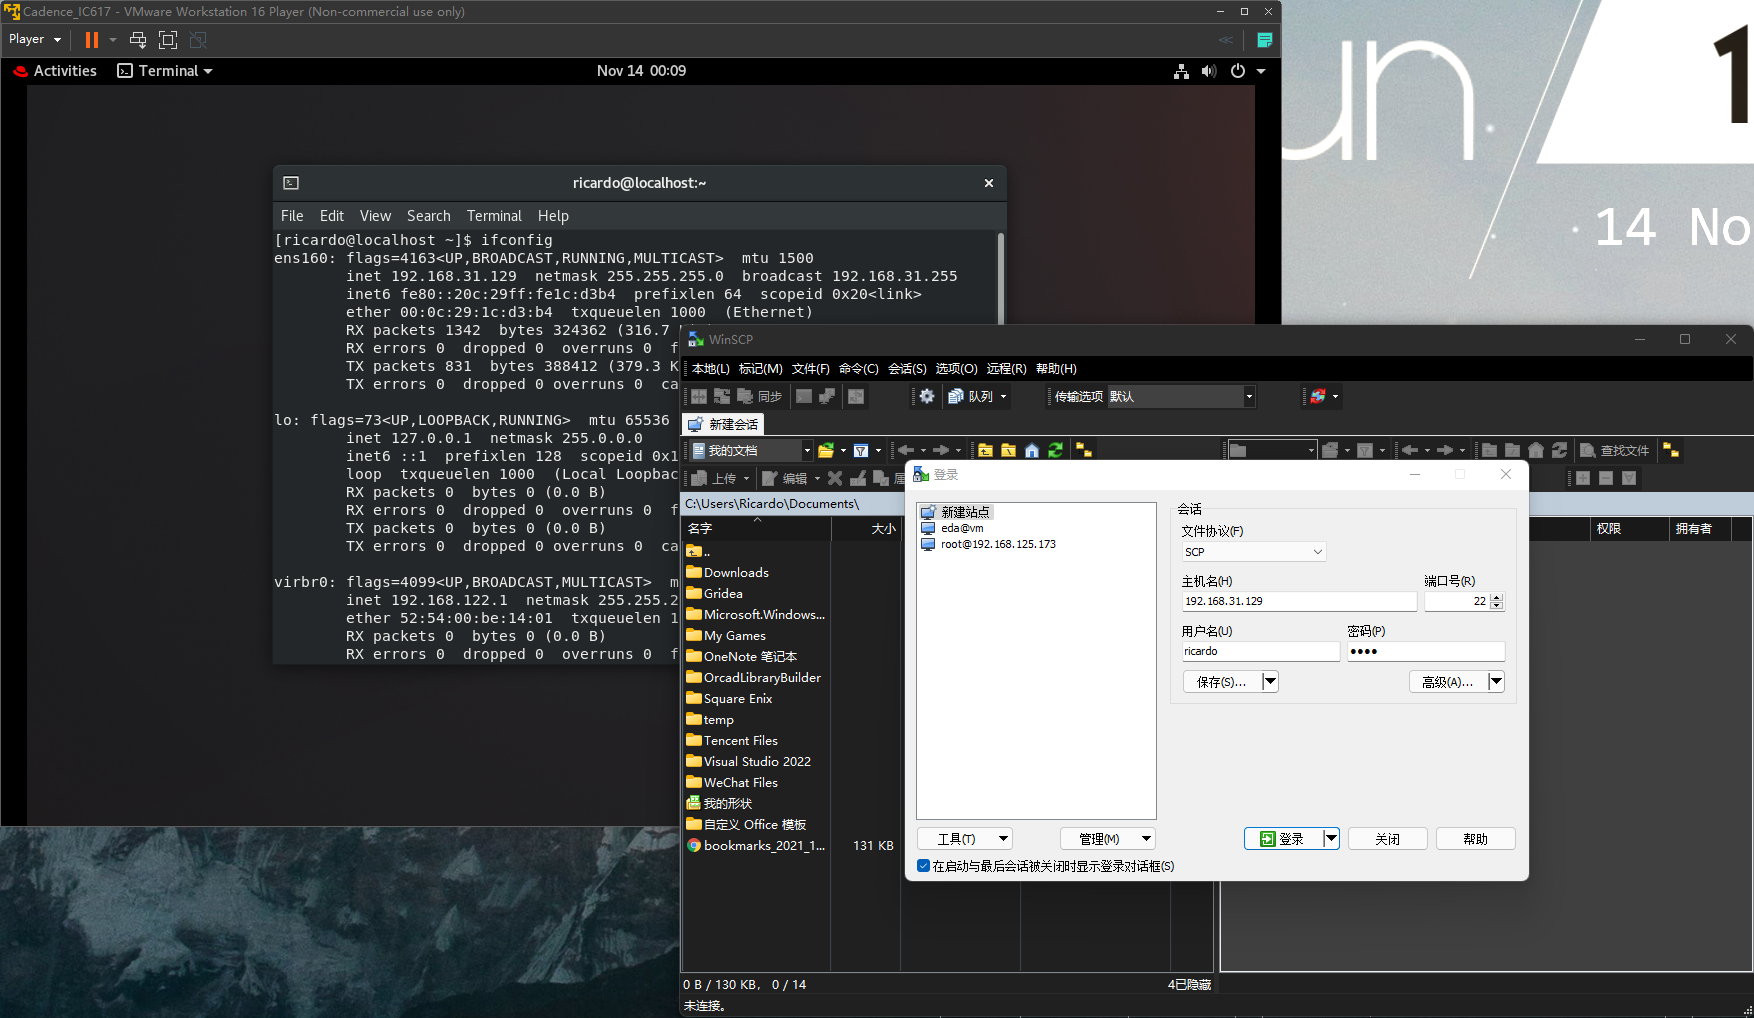 Cadence_IC617 - VMware Workstation 16 Player (Non-commercial use only)
Player
Activities
Terminal
Nov 14 00:09
un
1
14 No
ricardo@localhost:~
File Edit View Search Terminal Help
[ricardo@localhost ~]$ ifconfig
ens160: flags=4163<UP,BROADCAST,RUNNING,MULTICAST>  mtu 1500
inet 192.168.31.129  netmask 255.255.255.0  broadcast 192.168.31.255
inet6 fe80::20c:29ff:fe1c:d3b4  prefixlen 64  scopeid 0x20<link>
ether 00:0c:29:1c:d3:b4  txqueuelen 1000  (Ethernet)
RX packets 1342  bytes 324362 (316.7
RX errors 0  dropped 0  overruns 0  f
TX packets 831  bytes 388412 (379.3 K
TX errors 0  dropped 0 overruns 0  ca
lo: flags=73<UP,LOOPBACK,RUNNING>  mtu 65536
inet 127.0.0.1  netmask 255.0.0.0
inet6 ::1  prefixlen 128  scopeid 0x1
loop  txqueuelen 1000  (Local Loopbac
RX packets 0  bytes 0 (0.0 B)
RX errors 0  dropped 0  overruns 0  f
TX packets 0  bytes 0 (0.0 B)
TX errors 0  dropped 0 overruns 0  ca
virbr0: flags=4099<UP,BROADCAST,MULTICAST>  m
inet 192.168.122.1  netmask 255.255.2
ether 52:54:00:be:14:01  txqueuelen 1
RX packets 0  bytes 0 (0.0 B)
RX errors 0  dropped 0  overruns 0  f
WinSCP
本地(L) 标记(M) 文件(F) 命令(C) 会话(S) 选项(O) 远程(R) 帮助(H)
同步 队列 传输选项 默认
新建会话
我的文档
查找文件
上传 编辑 属
C:\Users\Ricardo\Documents\
名字 大小 权限 拥有者
..
Downloads
Gridea
Microsoft.Windows...
My Games
OneNote 笔记本
OrcadLibraryBuilder
Square Enix
temp
Tencent Files
Visual Studio 2022
WeChat Files
我的形状
自定义 Office 模板
bookmarks_2021_1... 131 KB
0 B / 130 KB， 0 / 14
4已隐藏
未连接。
登录
新建站点
eda@vm
root@192.168.125.173
会话
文件协议(F)
SCP
主机名(H) 端口号(R)
192.168.31.129 22
用户名(U) 密码(P)
ricardo ••••
保存(S)... 高级(A)...
工具(T) 管理(M) 登录 关闭 帮助
在启动与最后会话被关闭时显示登录对话框(S)